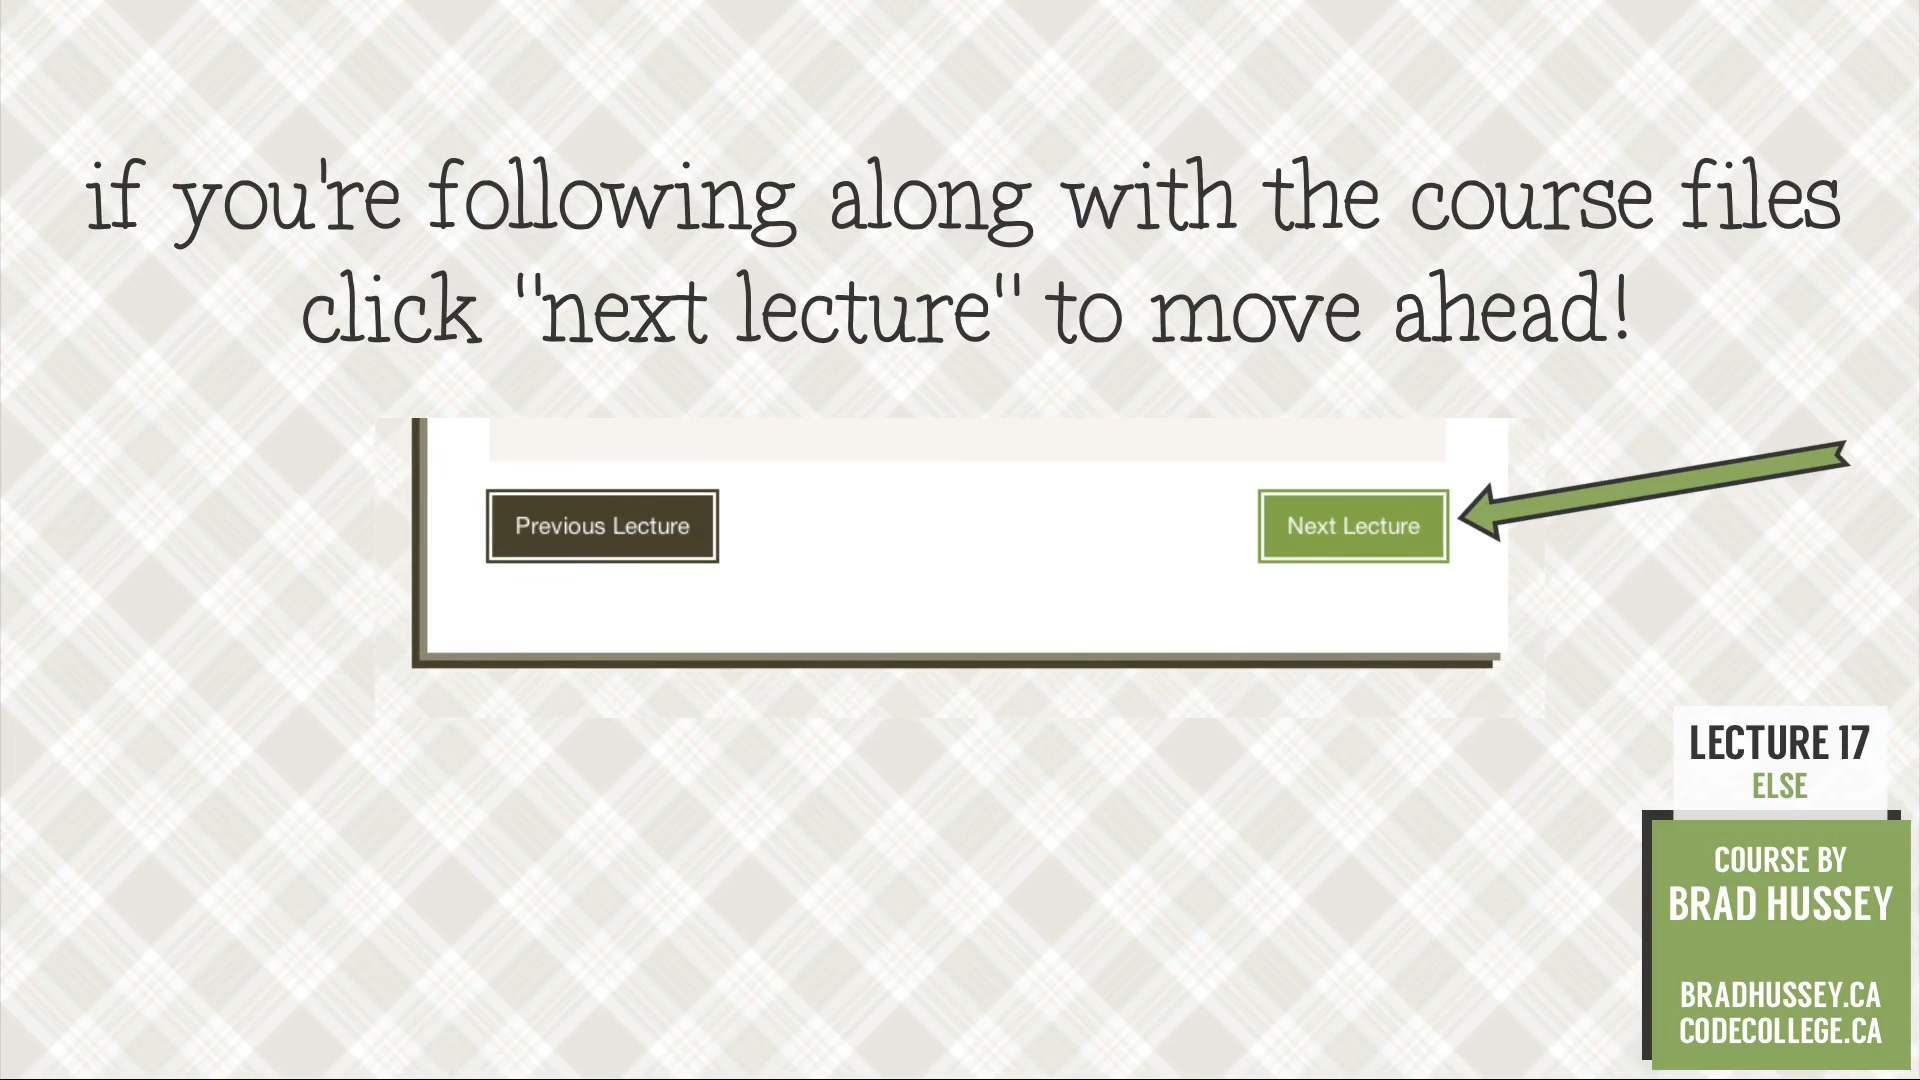 if you're following along with the course files
click "next lecture" to move ahead!
Previous Lecture
Next Lecture
LECTURE 17
ELSE
COURSE BY
BRAD HUSSEY
BRADHUSSEY.CA
CODECOLLEGE.CA